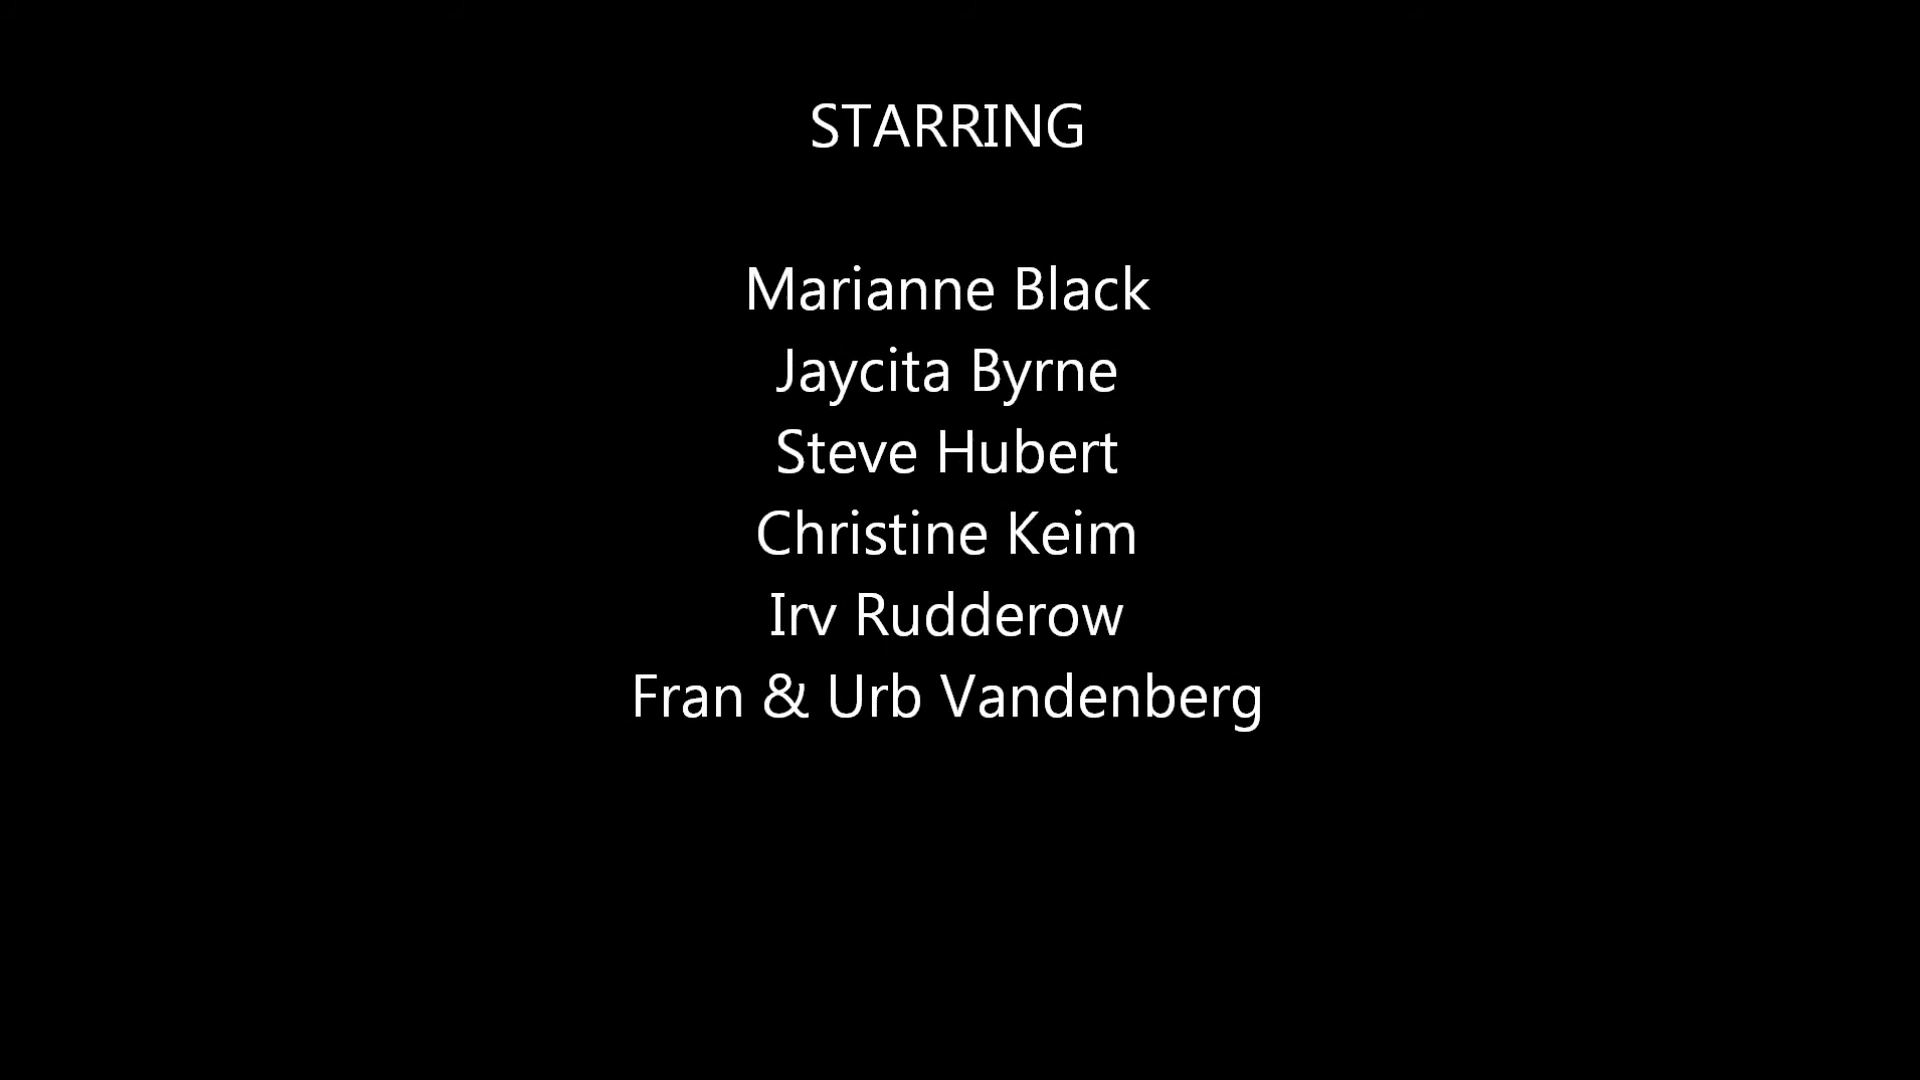 STARRING
Marianne Black
Jaycita Byrne
Steve Hubert
Christine Keim
Irv Rudderow
Fran & Urb Vandenberg